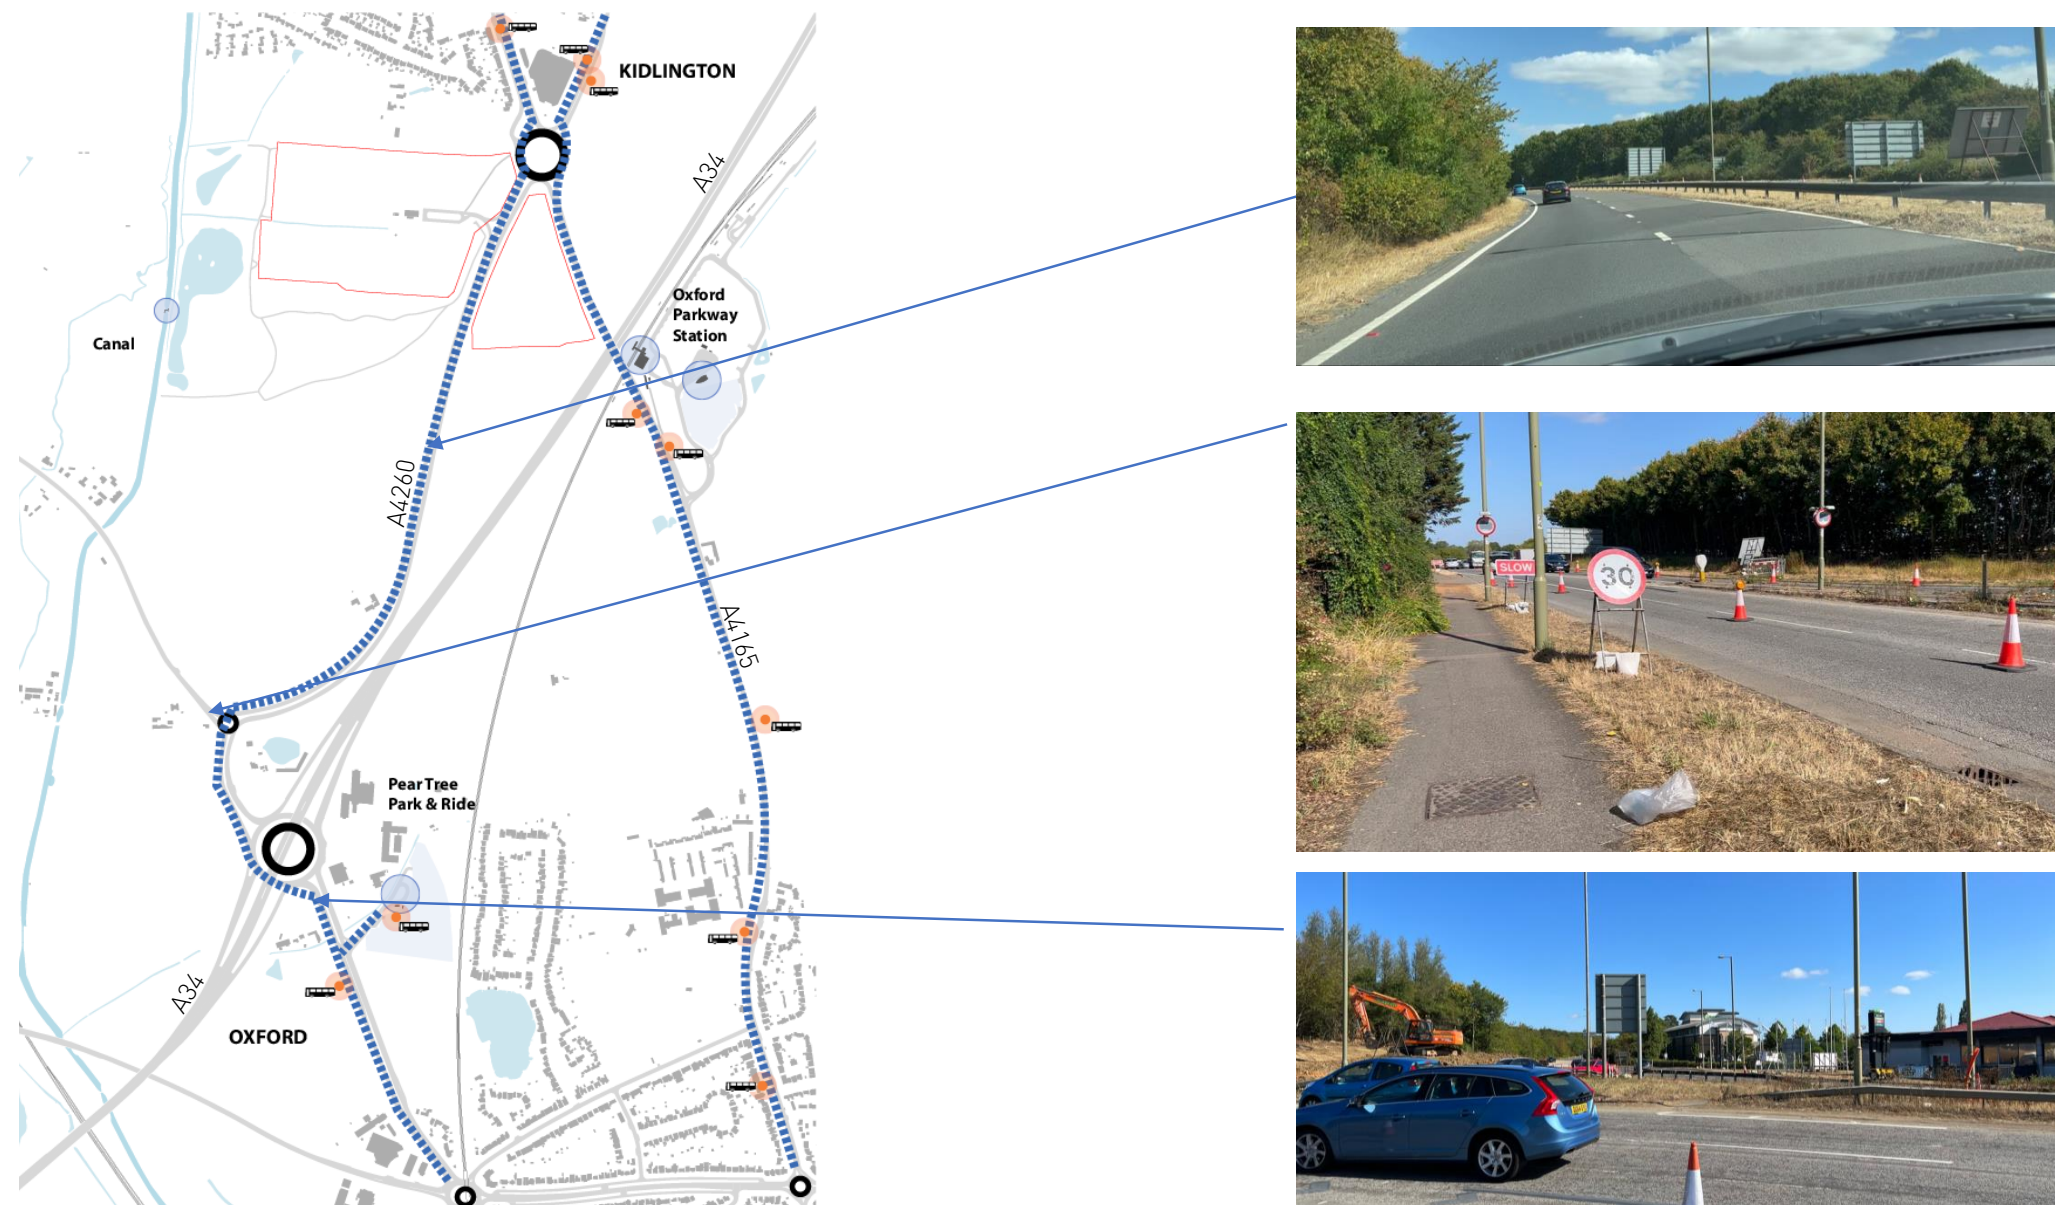 KIDLINGTON
A34
Oxford
Parkway
Station
Canal
A4260
A4165
Pear Tree
Park & Ride
A34
OXFORD
SLOW
30